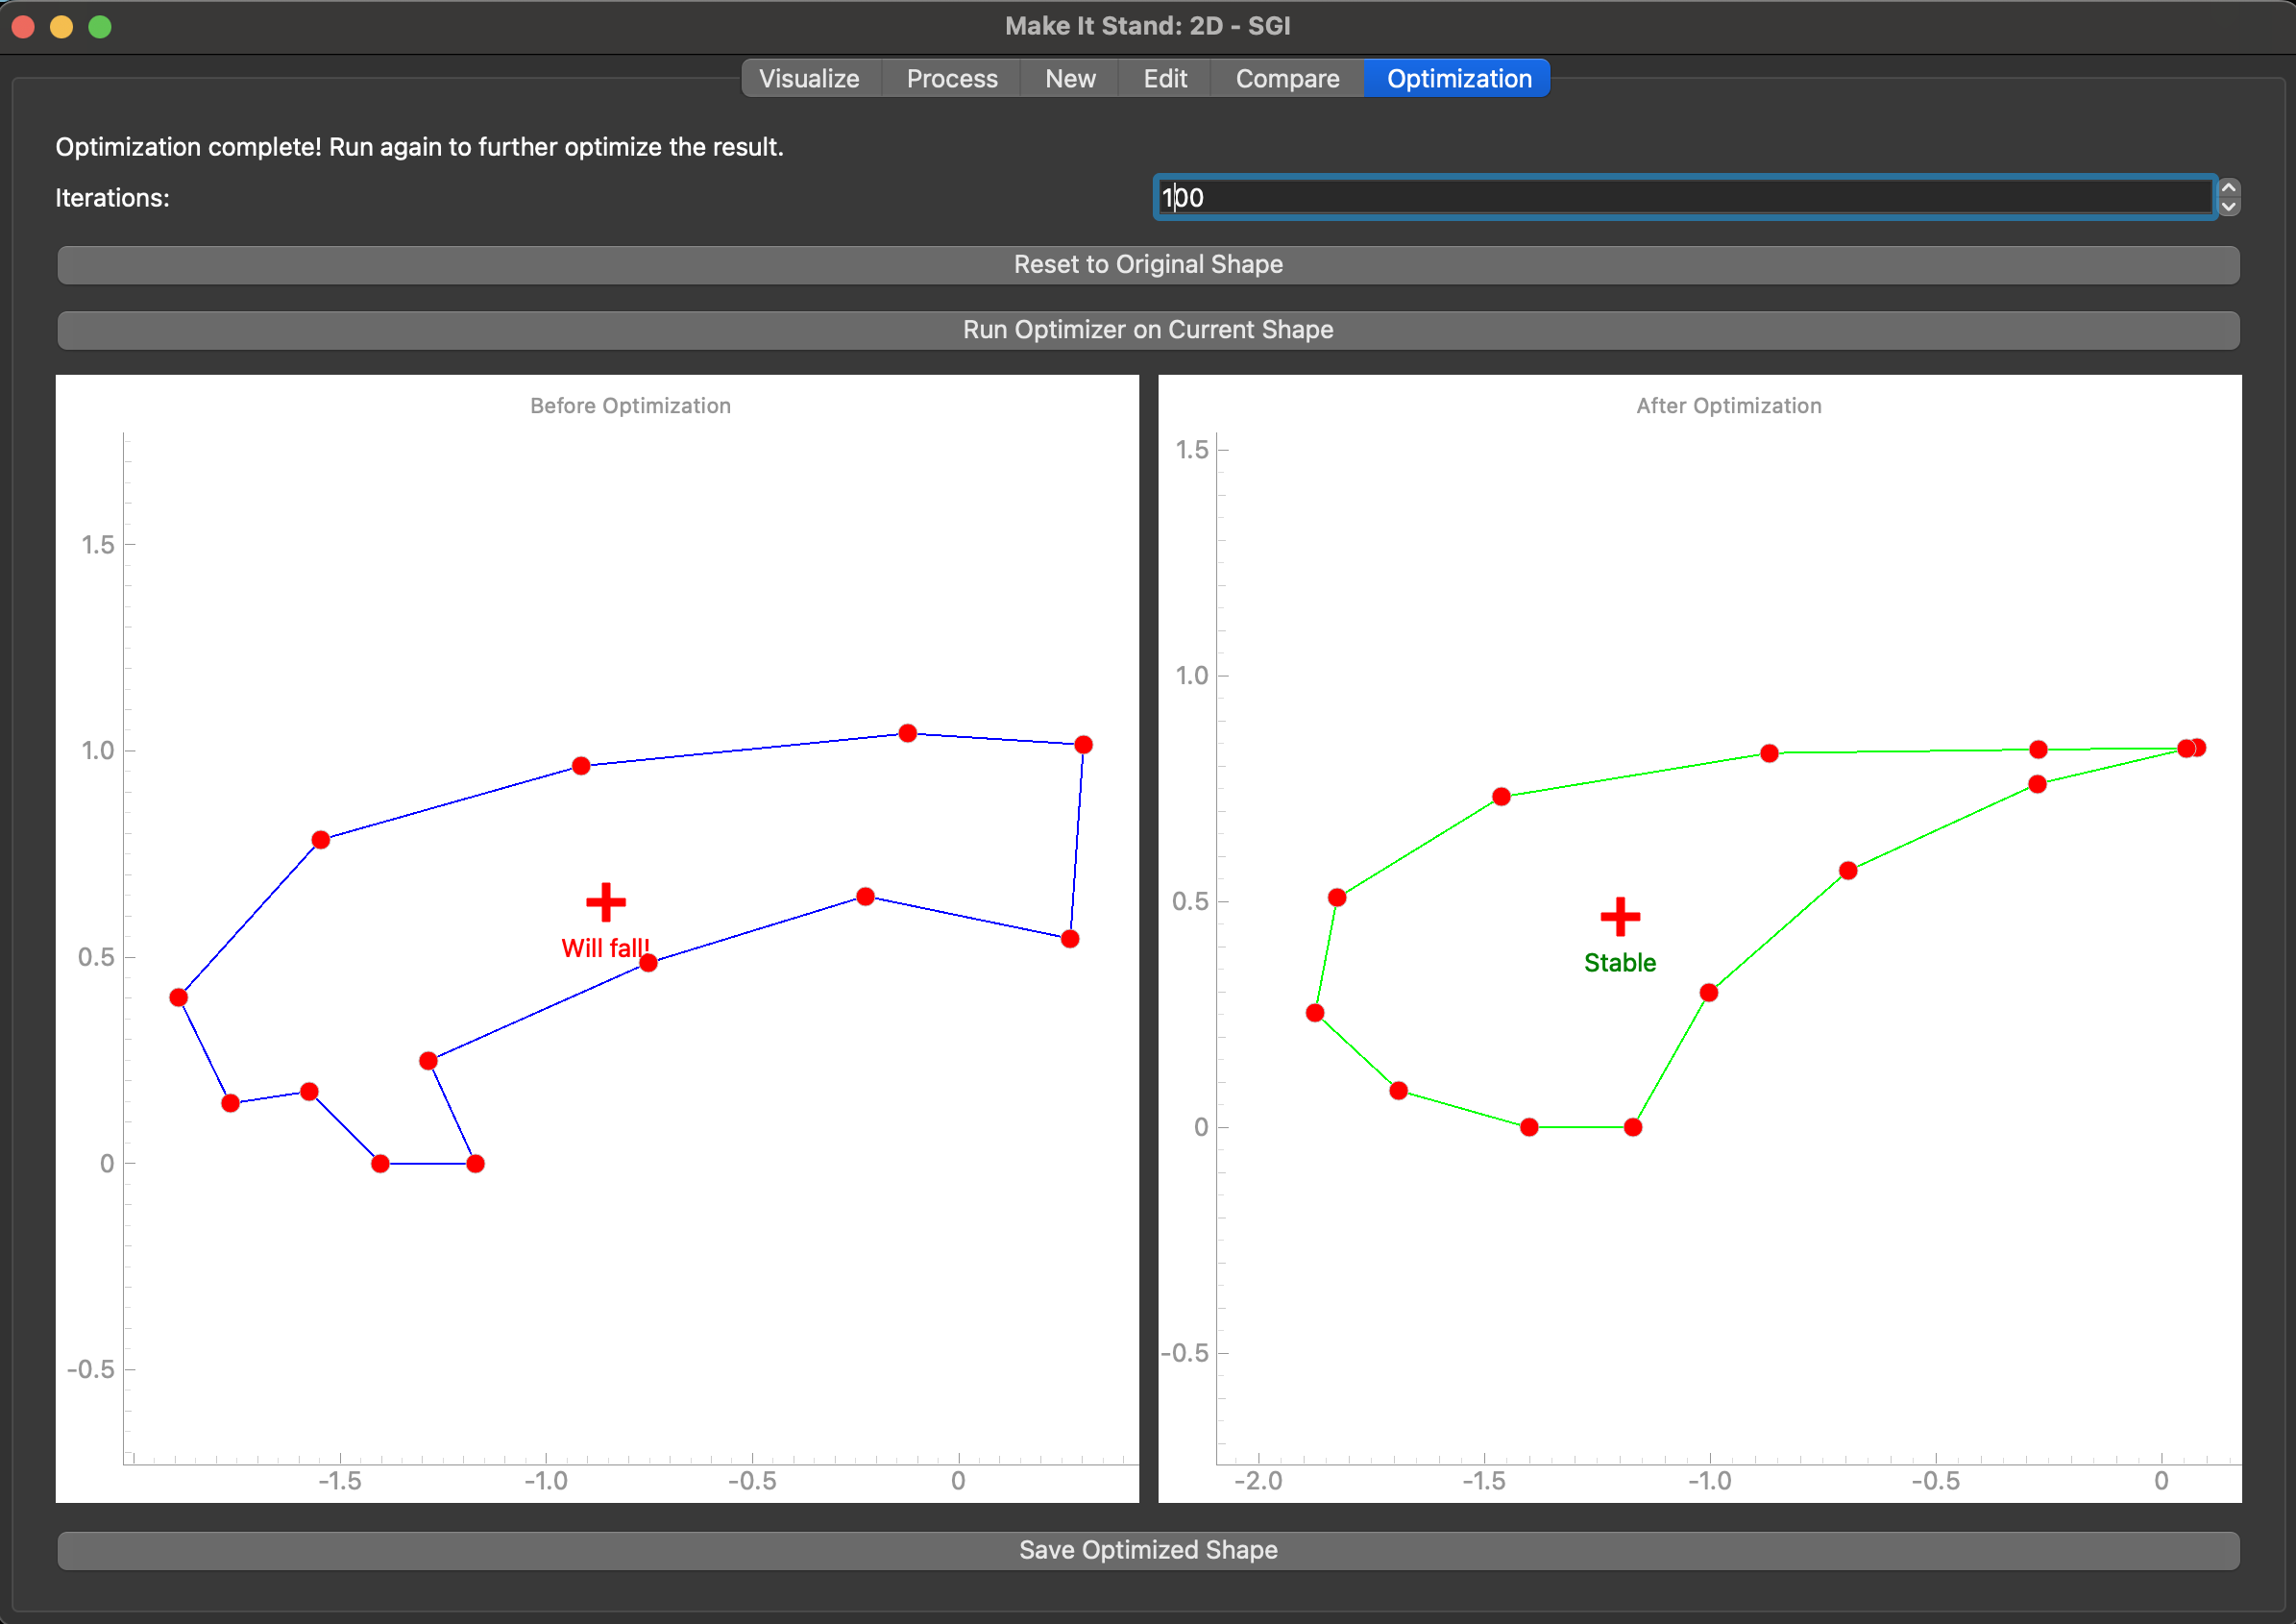 Make It Stand: 2D - SGI
Visualize Process New Edit Compare Optimization
Optimization complete! Run again to further optimize the result.
Iterations: 100
Reset to Original Shape
Run Optimizer on Current Shape
Before Optimization
1.5
1.0
0.5
0
-0.5
Will fall!
-1.5 -1.0 -0.5 0
After Optimization
1.5
1.0
0.5
0
-0.5
Stable
-2.0 -1.5 -1.0 -0.5 0
Save Optimized Shape